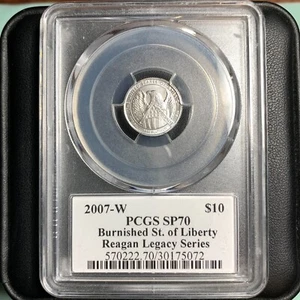 2007-W $10
PCGS SP70
Burnished St. of Liberty
Reagan Legacy Series
570222.70/30175072